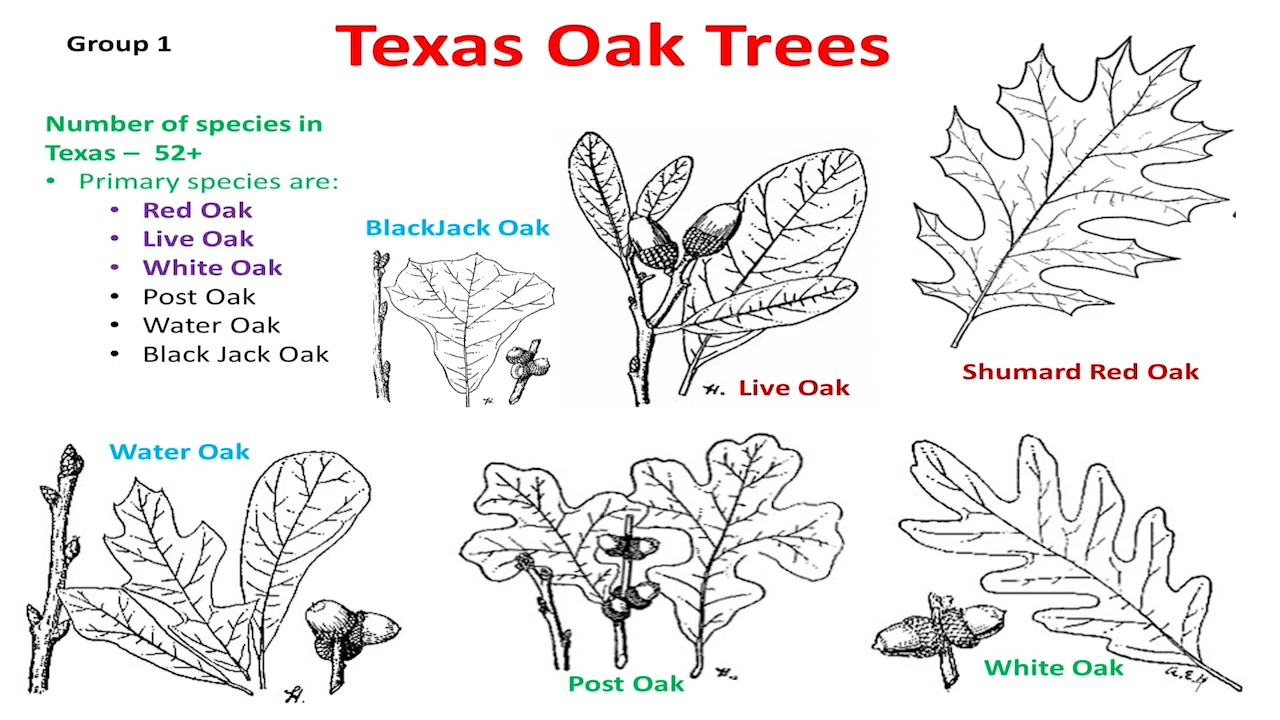 Group 1
Texas Oak Trees
Number of species in
Texas – 52+
• Primary species are:
• Red Oak
• Live Oak
• White Oak
• Post Oak
• Water Oak
• Black Jack Oak
BlackJack Oak
Live Oak
Shumard Red Oak
Water Oak
Post Oak
White Oak